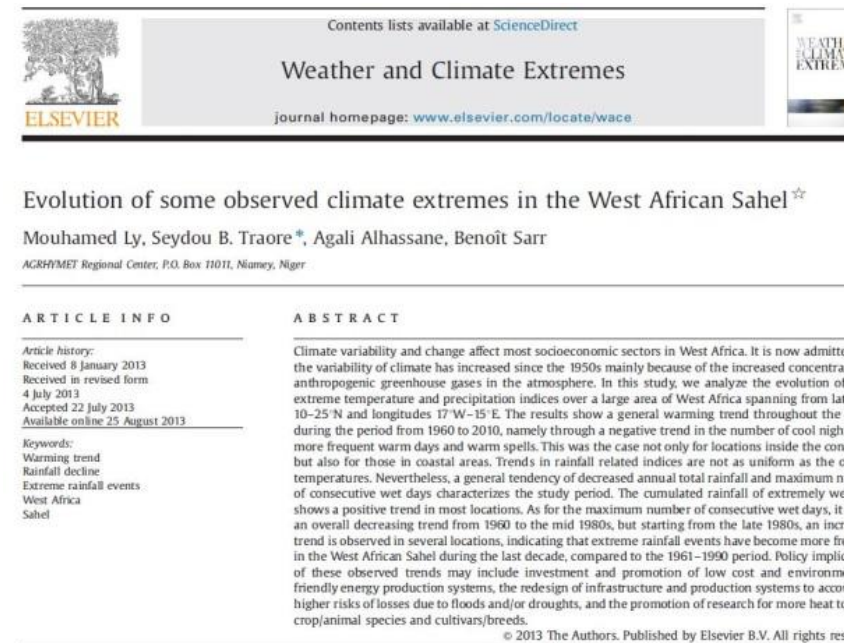 Contents lists available at ScienceDirect
Weather and Climate Extremes
journal homepage: www.elsevier.com/locate/wace
ELSEVIER
Evolution of some observed climate extremes in the West African Sahel☆
Mouhamed Ly, Seydou B. Traore*, Agali Alhassane, Benoît Sarr
AGRHYMET Regional Center, P.O. Box 11011, Niamey, Niger
ARTICLE INFO
Article history:
Received 8 January 2013
Received in revised form
4 July 2013
Accepted 22 July 2013
Available online 25 August 2013
Keywords:
Warming trend
Rainfall decline
Extreme rainfall events
West Africa
Sahel
ABSTRACT
Climate variability and change affect most socioeconomic sectors in West Africa. It is now admitte
the variability of climate has increased since the 1950s mainly because of the increased concentra
anthropogenic greenhouse gases in the atmosphere. In this study, we analyze the evolution of
extreme temperature and precipitation indices over a large area of West Africa spanning from lat
10–25°N and longitudes 17°W–15°E. The results show a general warming trend throughout the
during the period from 1960 to 2010, namely through a negative trend in the number of cool nigh
more frequent warm days and warm spells. This was the case not only for locations inside the con
but also for those in coastal areas. Trends in rainfall related indices are not as uniform as the o
temperatures. Nevertheless, a general tendency of decreased annual total rainfall and maximum n
of consecutive wet days characterizes the study period. The cumulated rainfall of extremely we
shows a positive trend in most locations. As for the maximum number of consecutive wet days, it
an overall decreasing trend from 1960 to the mid 1980s, but starting from the late 1980s, an incr
trend is observed in several locations, indicating that extreme rainfall events have become more fre
in the West African Sahel during the last decade, compared to the 1961–1990 period. Policy implic
of these observed trends may include investment and promotion of low cost and environme
friendly energy production systems, the redesign of infrastructure and production systems to accou
higher risks of losses due to floods and/or droughts, and the promotion of research for more heat to
crop/animal species and cultivars/breeds.
© 2013 The Authors. Published by Elsevier B.V. All rights res